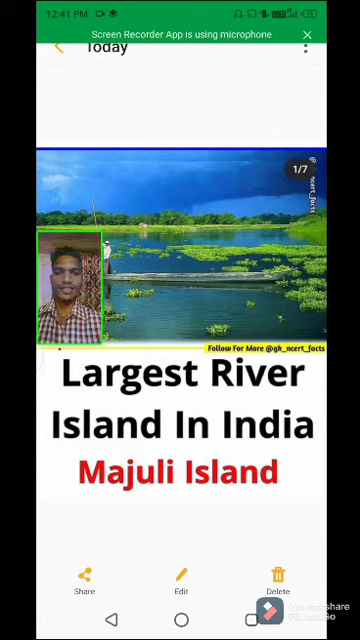 12:41 PM
Screen Recorder App is using microphone
Today
1/7
@gk_ncert_facts
Follow For More @gk_ncert_facts
Largest River
Island In India
Majuli Island
Share
Edit
Delete